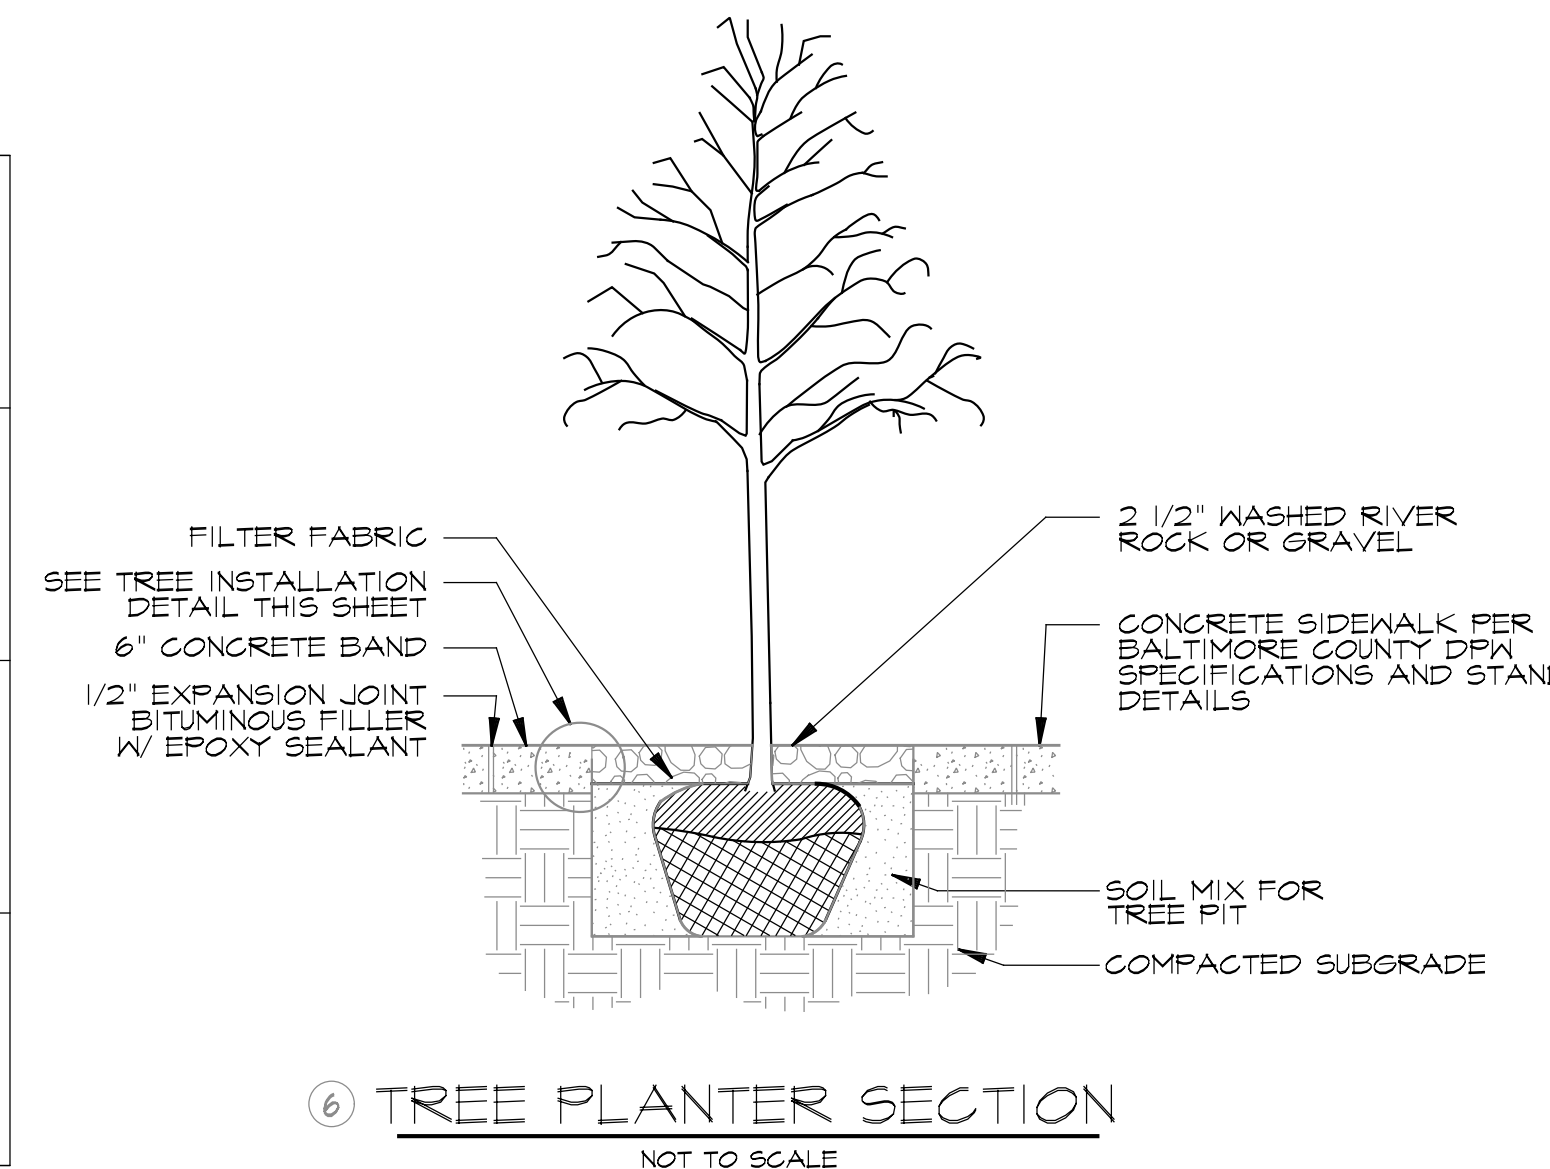 FILTER FABRIC
SEE TREE INSTALLATION
DETAIL THIS SHEET
6" CONCRETE BAND
1/2" EXPANSION JOINT
BITUMINOUS FILLER
W/ EPOXY SEALANT
2 1/2" WASHED RIVER
ROCK OR GRAVEL
CONCRETE SIDEWALK PER
BALTIMORE COUNTY DPW
SPECIFICATIONS AND
DETAILS
SOIL MIX FOR
TREE PIT
COMPACTED SUBGRADE
6 TREE PLANTER SECTION
NOT TO SCALE